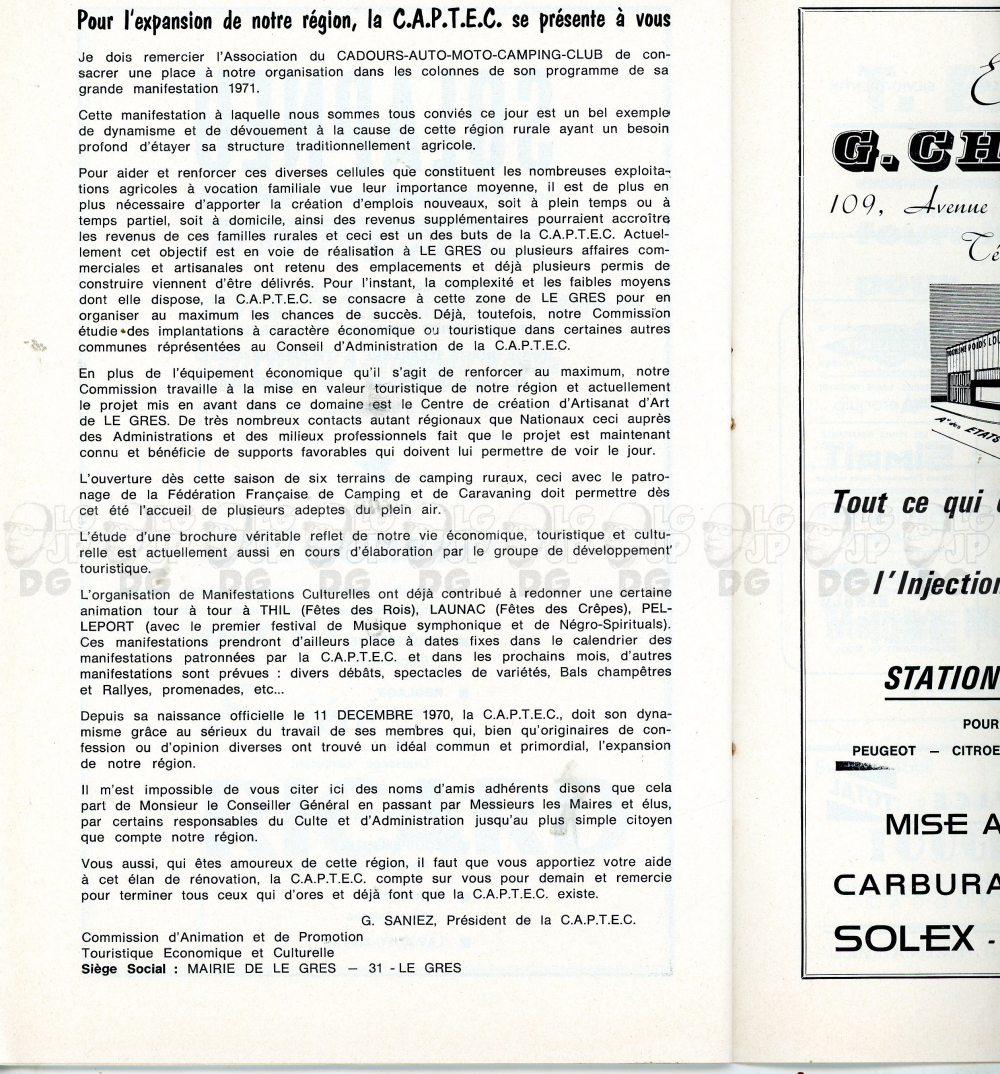 Pour l'expansion de notre région, la C.A.P.T.E.C. se présente à vous
Je dois remercier l'Association du CADOURS-AUTO-MOTO-CAMPING-CLUB de con-
sacrer une place à notre organisation dans les colonnes de son programme de sa
grande manifestation 1971.
Cette manifestation à laquelle nous sommes tous conviés ce jour est un bel exemple
de dynamisme et de dévouement à la cause de cette région rurale ayant un besoin
profond d'étayer sa structure traditionnellement agricole.
Pour aider et renforcer ces diverses cellules que constituent les nombreuses exploita-
tions agricoles à vocation familiale vue leur importance moyenne, il est de plus en
plus nécessaire d'apporter la création d'emplois nouveaux, soit à plein temps ou à
temps partiel, soit à domicile, ainsi des revenus supplémentaires pourraient accroître
les revenus de ces familles rurales et ceci est un des buts de la C.A.P.T.E.C. Actuel-
lement cet objectif est en voie de réalisation à LE GRES ou plusieurs affaires com-
merciales et artisanales ont retenu des emplacements et déjà plusieurs permis de
construire viennent d'être délivrés. Pour l'instant, la complexité et les faibles moyens
dont elle dispose, la C.A.P.T.E.C. se consacre à cette zone de LE GRES pour en
organiser au maximum les chances de succès. Déjà, toutefois, notre Commission
étudie des implantations à caractère économique ou touristique dans certaines autres
communes réprésentées au Conseil d'Administration de la C.A.P.T.E.C.
En plus de l'équipement économique qu'il s'agit de renforcer au maximum, notre
Commission travaille à la mise en valeur touristique de notre région et actuellement
le projet mis en avant dans ce domaine est le Centre de création d'Artisanat d'Art
de LE GRES. De très nombreux contacts autant régionaux que Nationaux ceci auprès
des Administrations et des milieux professionnels fait que le projet est maintenant
connu et bénéficie de supports favorables qui doivent lui permettre de voir le jour.
L'ouverture dès cette saison de six terrains de camping ruraux, ceci avec le patro-
nage de la Fédération Française de Camping et de Caravaning doit permettre dès
cet été l'accueil de plusieurs adeptes du plein air.
L'étude d'une brochure véritable reflet de notre vie économique, touristique et cultu-
relle est actuellement aussi en cours d'élaboration par le groupe de développement
touristique.
L'organisation de Manifestations Culturelles ont déjà contribué à redonner une certaine
animation tour à tour à THIL (Fêtes des Rois), LAUNAC (Fêtes des Crêpes), PEL-
LEPORT (avec le premier festival de Musique symphonique et de Négro-Spirituals).
Ces manifestations prendront d'ailleurs place à dates fixes dans le calendrier des
manifestations patronnées par la C.A.P.T.E.C. et dans les prochains mois, d'autres
manifestations sont prévues : divers débâts, spectacles de variétés, Bals champêtres
et Rallyes, promenades, etc...
Depuis sa naissance officielle le 11 DECEMBRE 1970, la C.A.P.T.E.C., doit son dyna-
misme grâce au sérieux du travail de ses membres qui, bien qu'originaires de con-
fession ou d'opinion diverses ont trouvé un idéal commun et primordial, l'expansion
de notre région.
Il m'est impossible de vous citer ici des noms d'amis adhérents disons que cela
part de Monsieur le Conseiller Général en passant par Messieurs les Maires et élus,
par certains responsables du Culte et d'Administration jusqu'au plus simple citoyen
que compte notre région.
Vous aussi, qui êtes amoureux de cette région, il faut que vous apportiez votre aide
à cet élan de rénovation, la C.A.P.T.E.C. compte sur vous pour demain et remercie
pour terminer tous ceux qui d'ores et déjà font que la C.A.P.T.E.C. existe.
G. SANIEZ, Président de la C.A.P.T.E.C.
Commission d'Animation et de Promotion
Touristique Economique et Culturelle
Siège Social : MAIRIE DE LE GRES — 31 - LE GRES
G. CH
109, Avenue
Té
Tout ce qui
l'Injection
STATION
POUR
PEUGEOT — CITROE
MISE A
CARBURA
SOLEX -
LG
JP
DG